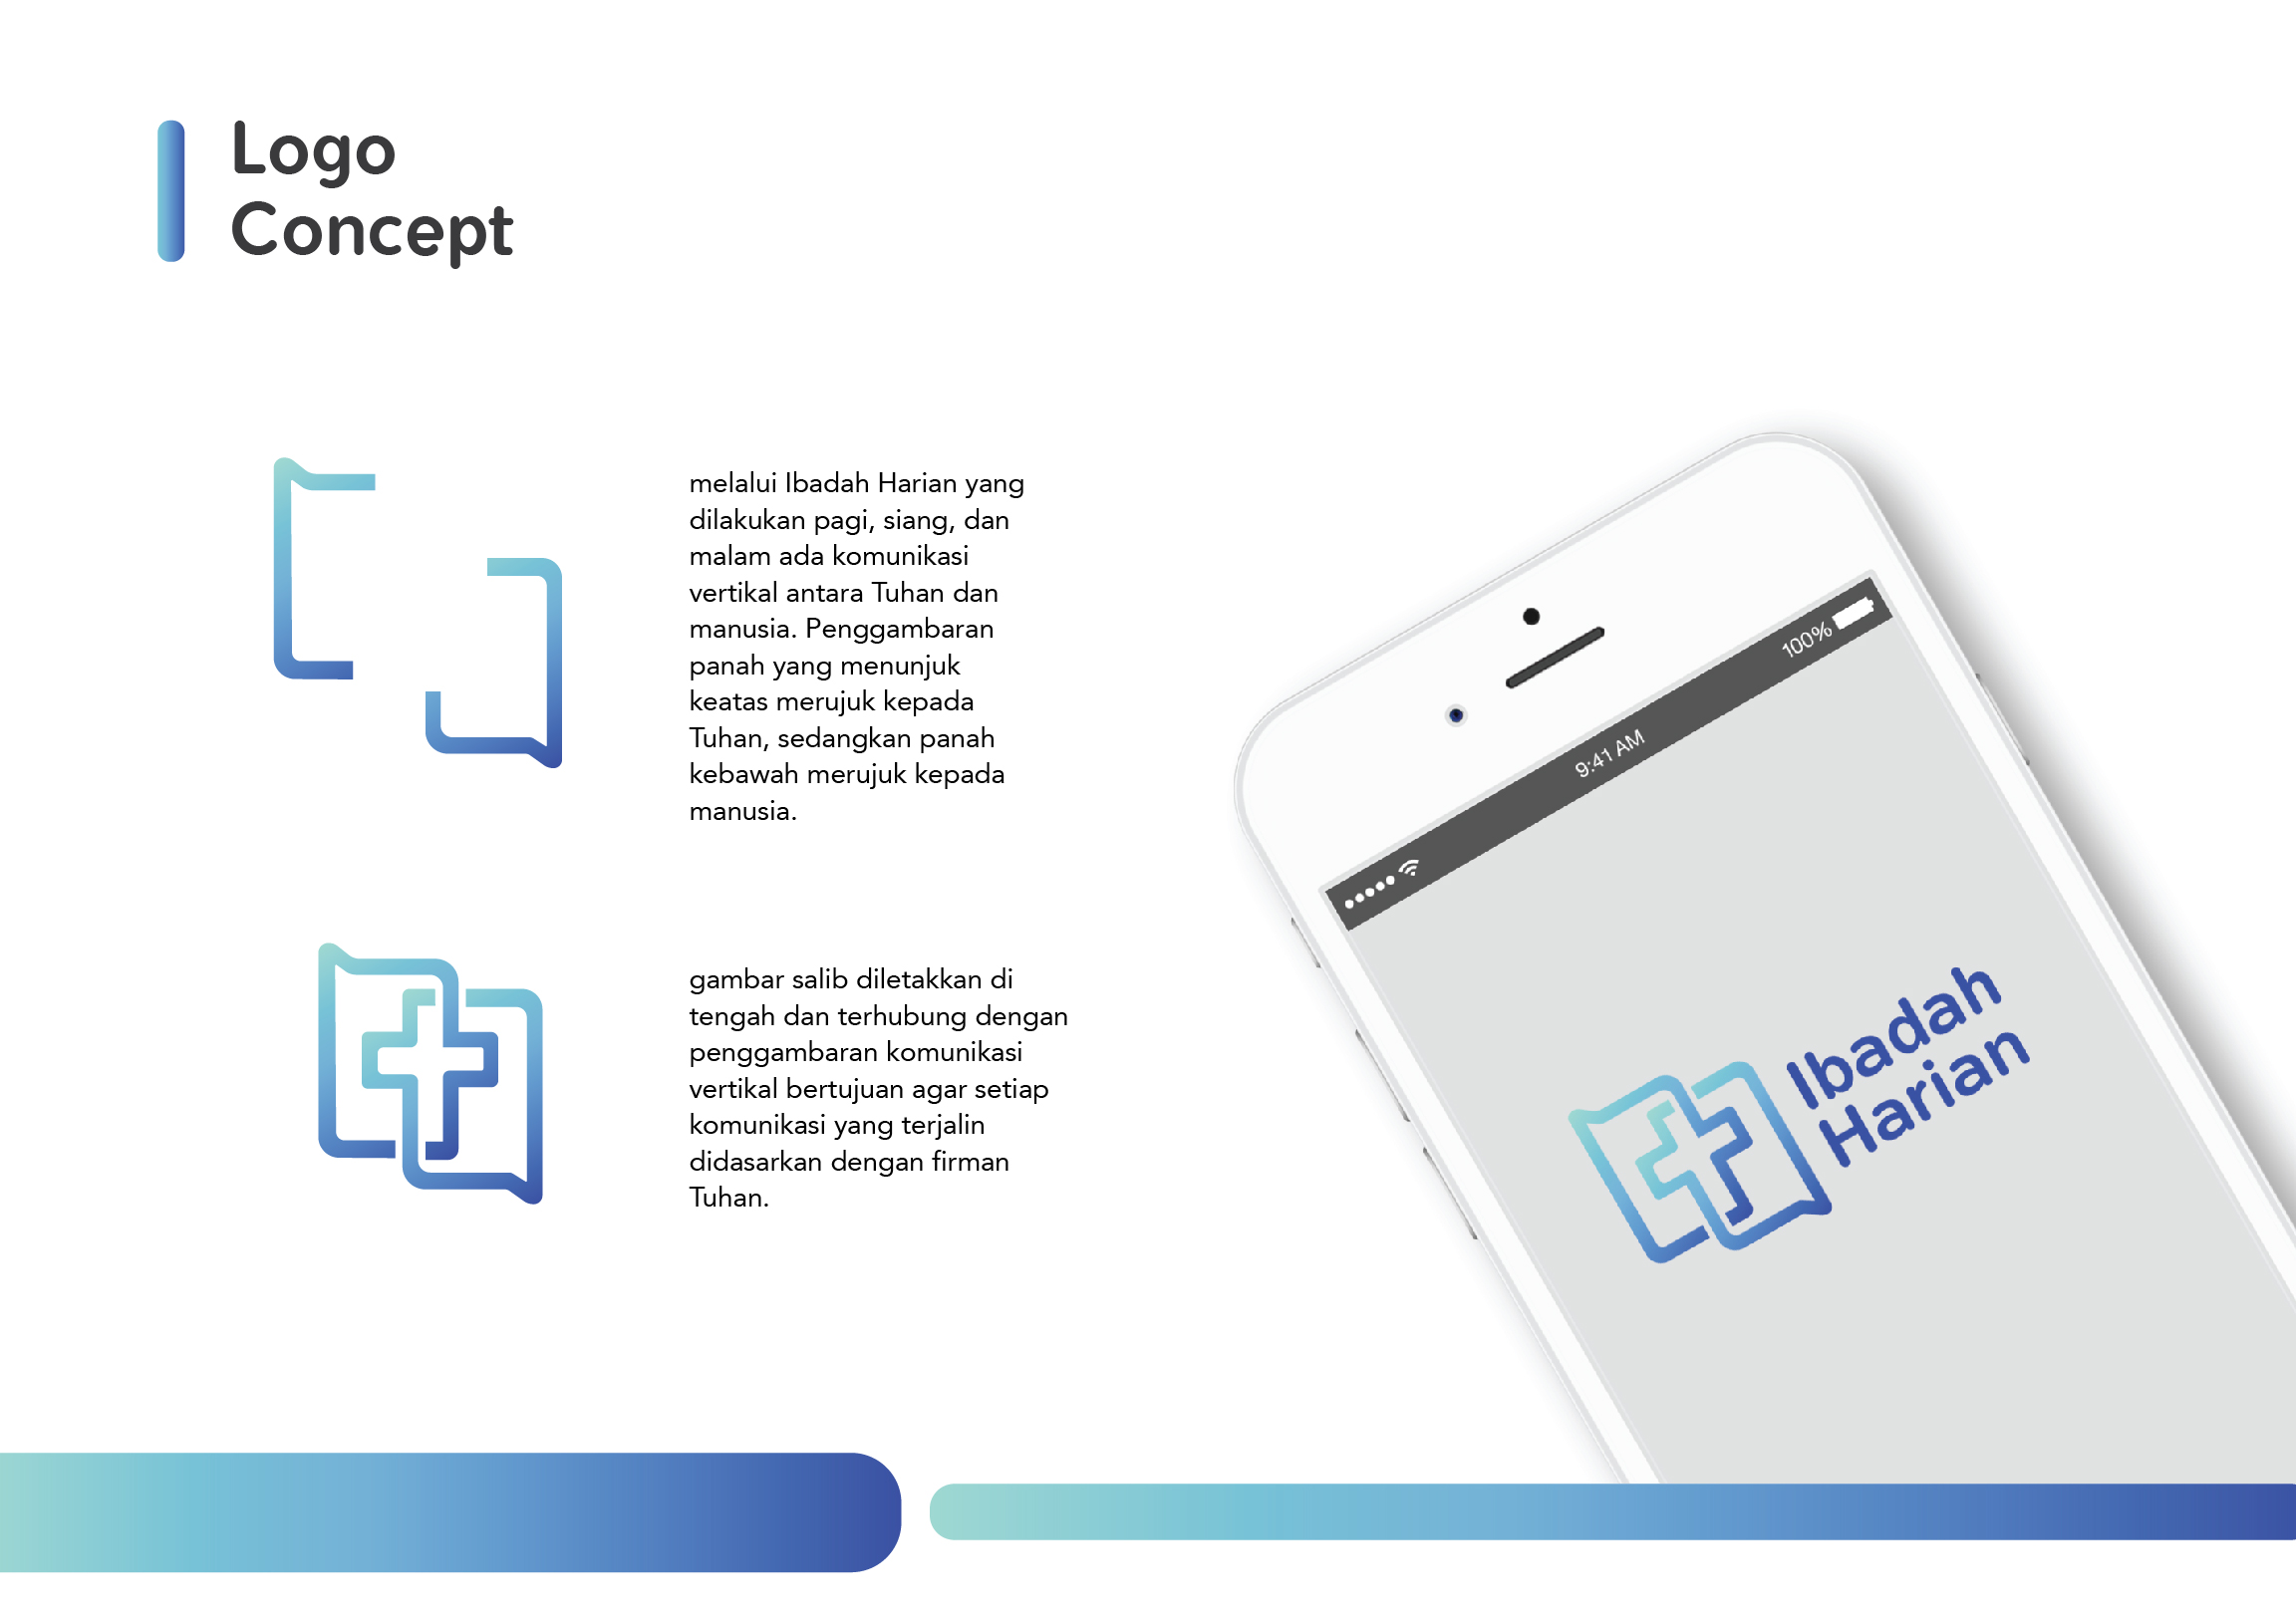 Logo
Concept
melalui Ibadah Harian yang
dilakukan pagi, siang, dan
malam ada komunikasi
vertikal antara Tuhan dan
manusia. Penggambaran
panah yang menunjuk
keatas merujuk kepada
Tuhan, sedangkan panah
kebawah merujuk kepada
manusia.
gambar salib diletakkan di
tengah dan terhubung dengan
penggambaran komunikasi
vertikal bertujuan agar setiap
komunikasi yang terjalin
didasarkan dengan firman
Tuhan.
9:41 AM
100%
Ibadah
Harian